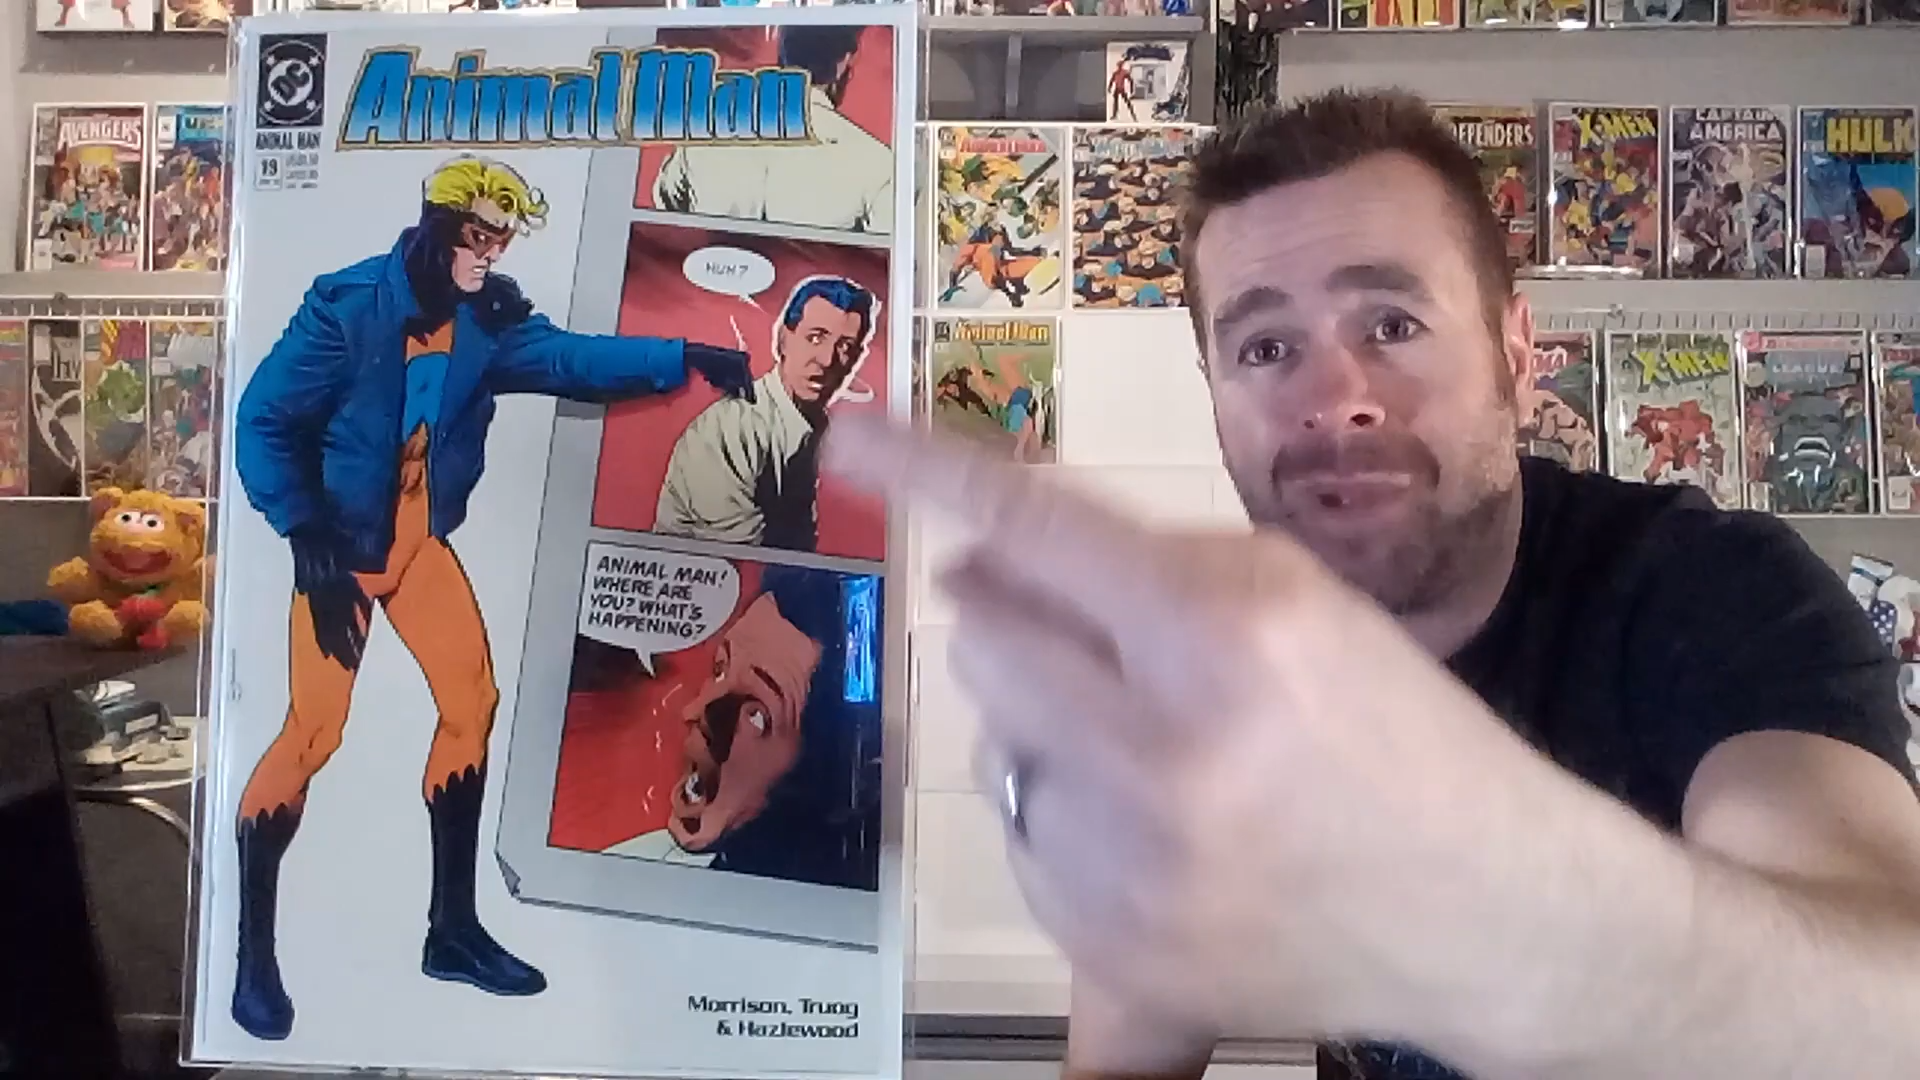 DC
Animal Man
ANIMAL MAN
19
HUH?
ANIMAL MAN!
WHERE ARE
YOU? WHAT'S
HAPPENING?
Morrison, Truog
& Hazlewood
AVENGERS
Animal Man
DEFENDERS
X-MEN
CAPTAIN
AMERICA
HULK
X-MEN